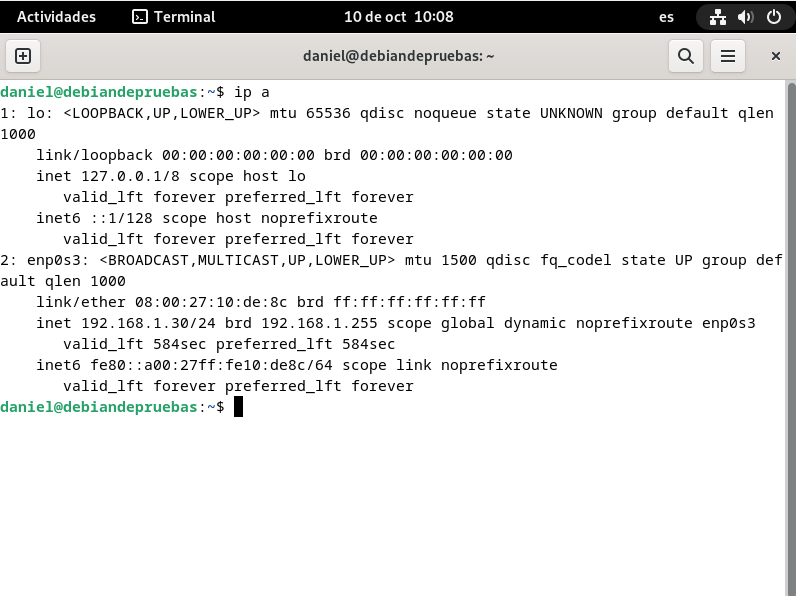 Actividades Terminal 10 de oct 10:08 es
daniel@debiandepruebas: ~
daniel@debiandepruebas:~$ ip a
1: lo: <LOOPBACK,UP,LOWER_UP> mtu 65536 qdisc noqueue state UNKNOWN group default qlen
1000
    link/loopback 00:00:00:00:00:00 brd 00:00:00:00:00:00
    inet 127.0.0.1/8 scope host lo
       valid_lft forever preferred_lft forever
    inet6 ::1/128 scope host noprefixroute
       valid_lft forever preferred_lft forever
2: enp0s3: <BROADCAST,MULTICAST,UP,LOWER_UP> mtu 1500 qdisc fq_codel state UP group def
ault qlen 1000
    link/ether 08:00:27:10:de:8c brd ff:ff:ff:ff:ff:ff
    inet 192.168.1.30/24 brd 192.168.1.255 scope global dynamic noprefixroute enp0s3
       valid_lft 584sec preferred_lft 584sec
    inet6 fe80::a00:27ff:fe10:de8c/64 scope link noprefixroute
       valid_lft forever preferred_lft forever
daniel@debiandepruebas:~$